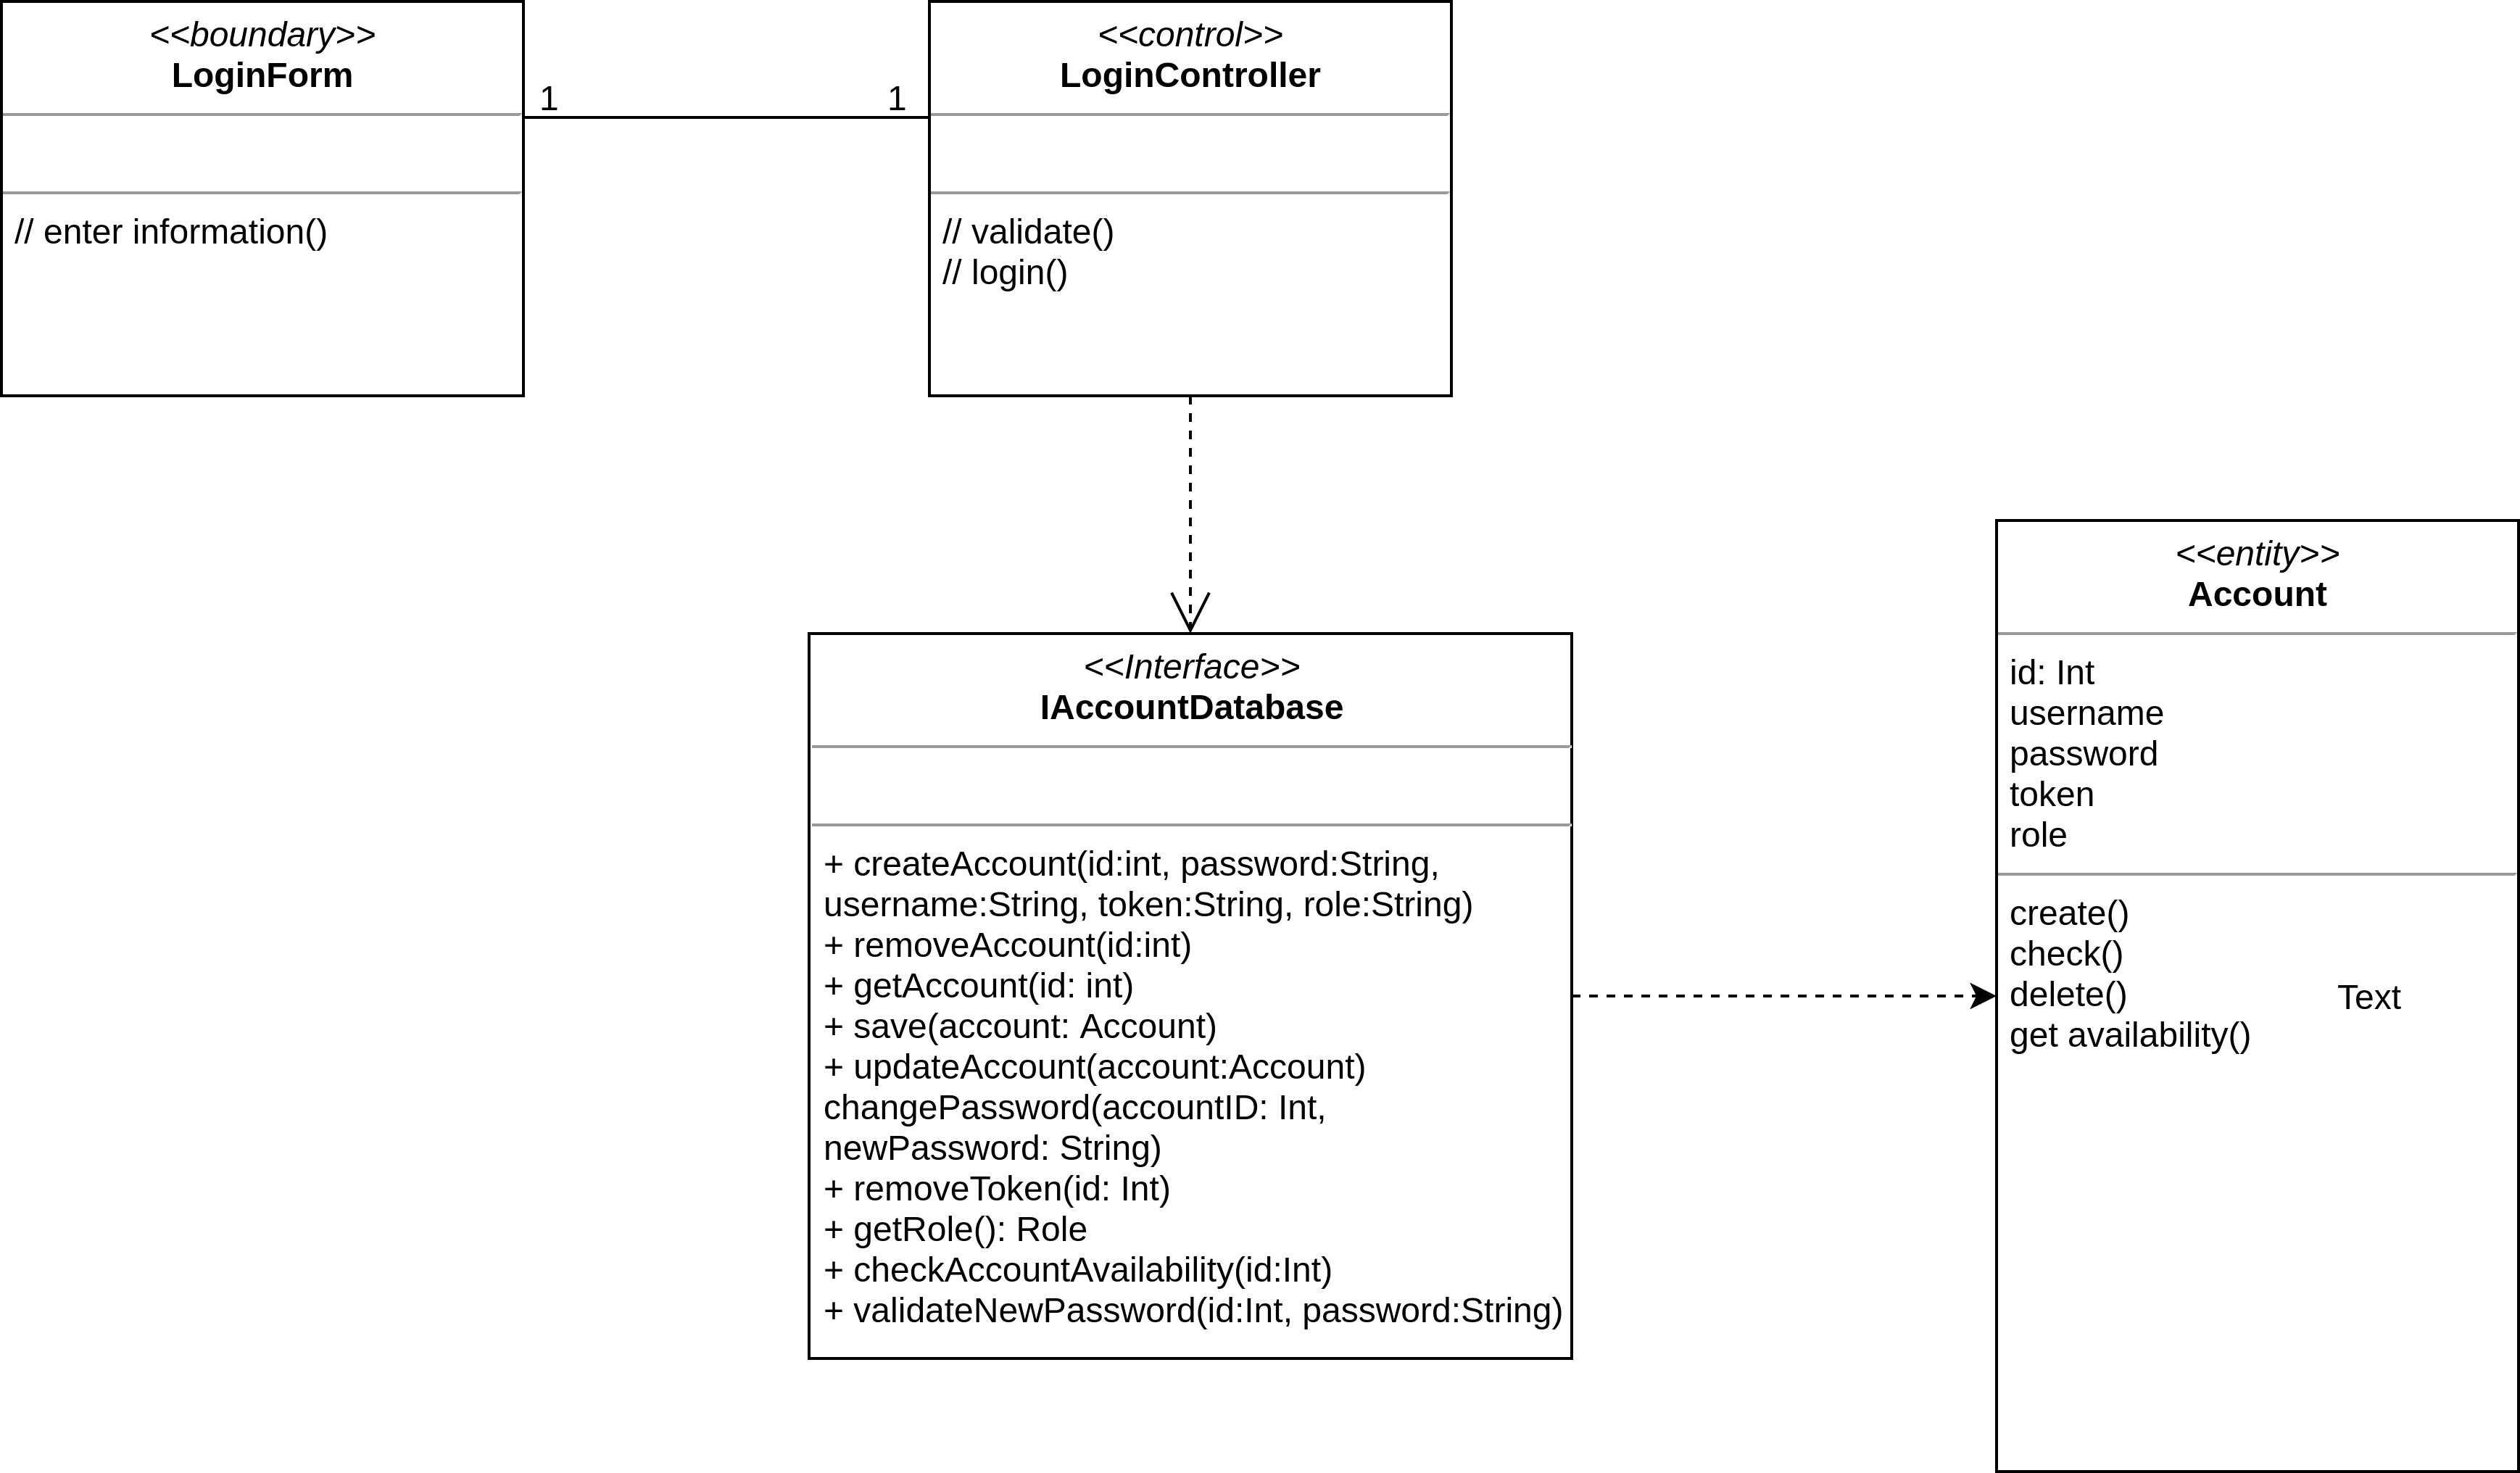 <<boundary>>
LoginForm
// enter information()
1
1
<<control>>
LoginController
// validate()
// login()
<<Interface>>
IAccountDatabase
+ createAccount(id:int, password:String,
username:String, token:String, role:String)
+ removeAccount(id:int)
+ getAccount(id: int)
+ save(account: Account)
+ updateAccount(account:Account)
changePassword(accountID: Int,
newPassword: String)
+ removeToken(id: Int)
+ getRole(): Role
+ checkAccountAvailability(id:Int)
+ validateNewPassword(id:Int, password:String)
<<entity>>
Account
id: Int
username
password
token
role
create()
check()
delete()
get availability()
Text